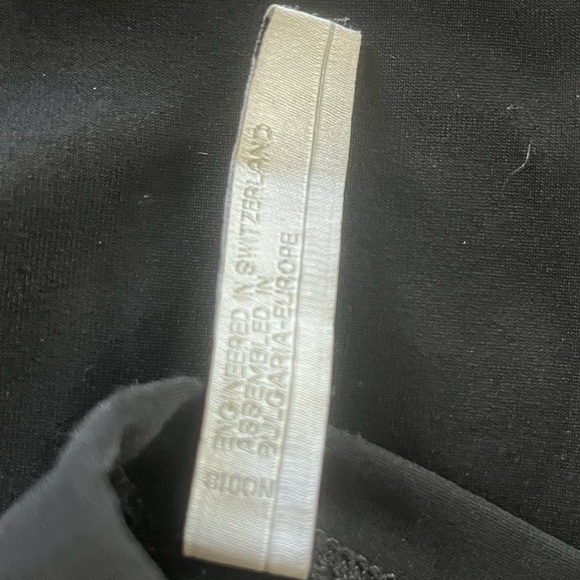 ENGINEERED IN SWITZERLAND
ASSEMBLED IN
BULGARIA-EUROPE